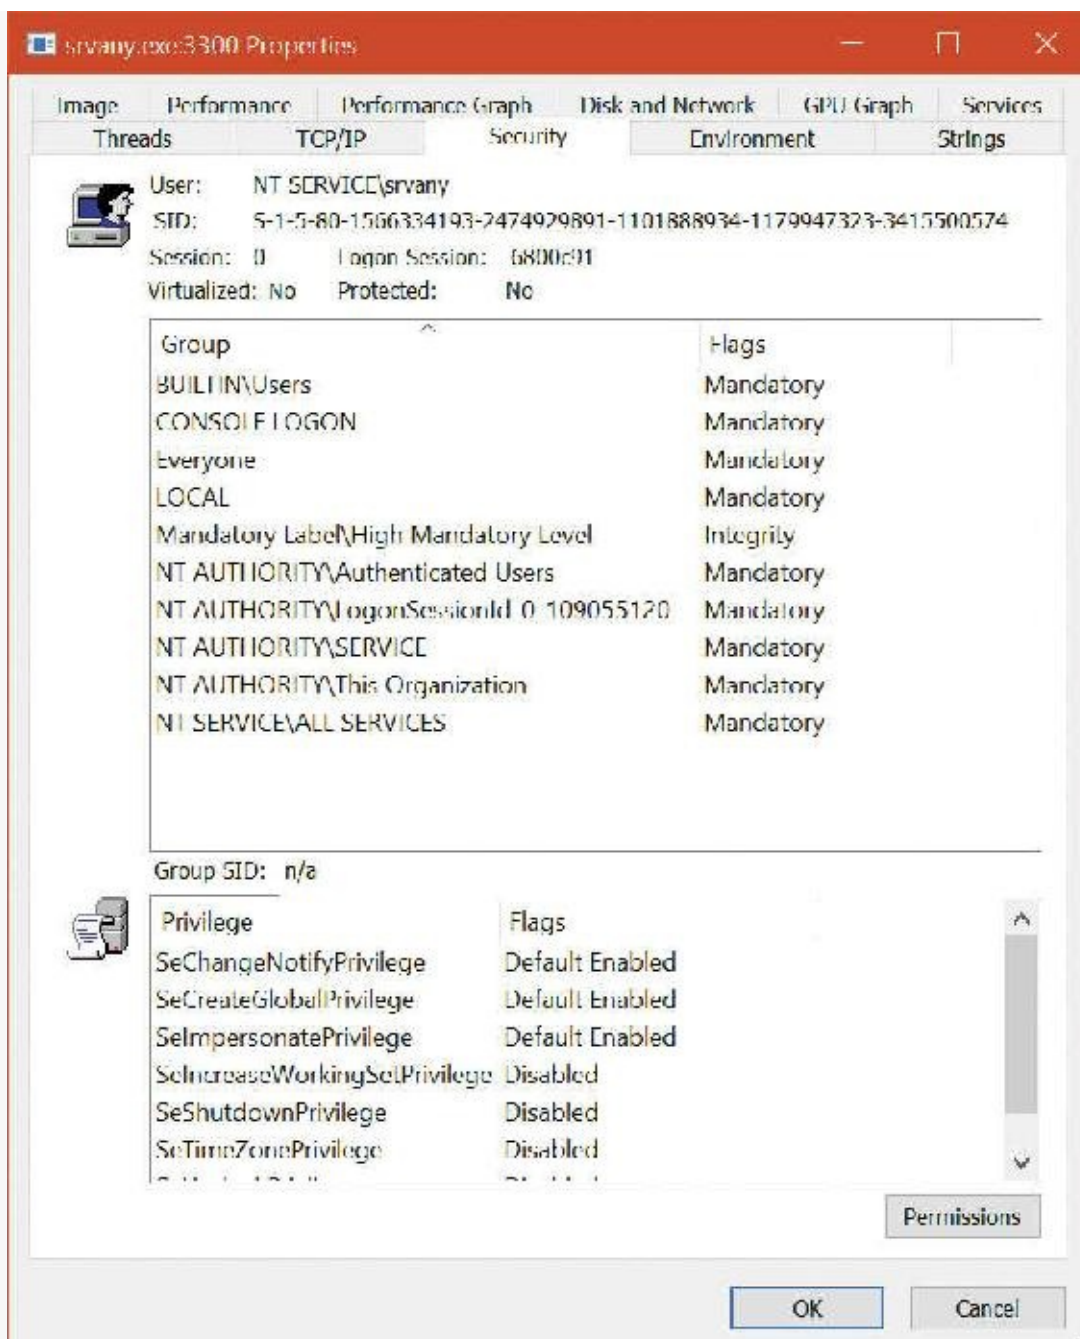 srvany.exe:3300 Properties
Image Performance Performance Graph Disk and Network GPU Graph Services
Threads TCP/IP Security Environment Strings
User: NT SERVICE\srvany
SID: S-1-5-80-1566334193-2474929891-1101888934-1179947323-3415500574
Session: 0 Logon Session: 6800c91
Virtualized: No Protected: No
Group Flags
BUILTIN\Users Mandatory
CONSOLE LOGON Mandatory
Everyone Mandatory
LOCAL Mandatory
Mandatory Label\High Mandatory Level Integrity
NT AUTHORITY\Authenticated Users Mandatory
NT AUTHORITY\LogonSessionId_0_109055120 Mandatory
NT AUTHORITY\SERVICE Mandatory
NT AUTHORITY\This Organization Mandatory
NT SERVICE\ALL SERVICES Mandatory
Group SID: n/a
Privilege Flags
SeChangeNotifyPrivilege Default Enabled
SeCreateGlobalPrivilege Default Enabled
SeImpersonatePrivilege Default Enabled
SeIncreaseWorkingSetPrivilege Disabled
SeShutdownPrivilege Disabled
SeTimeZonePrivilege Disabled
Permissions
OK Cancel